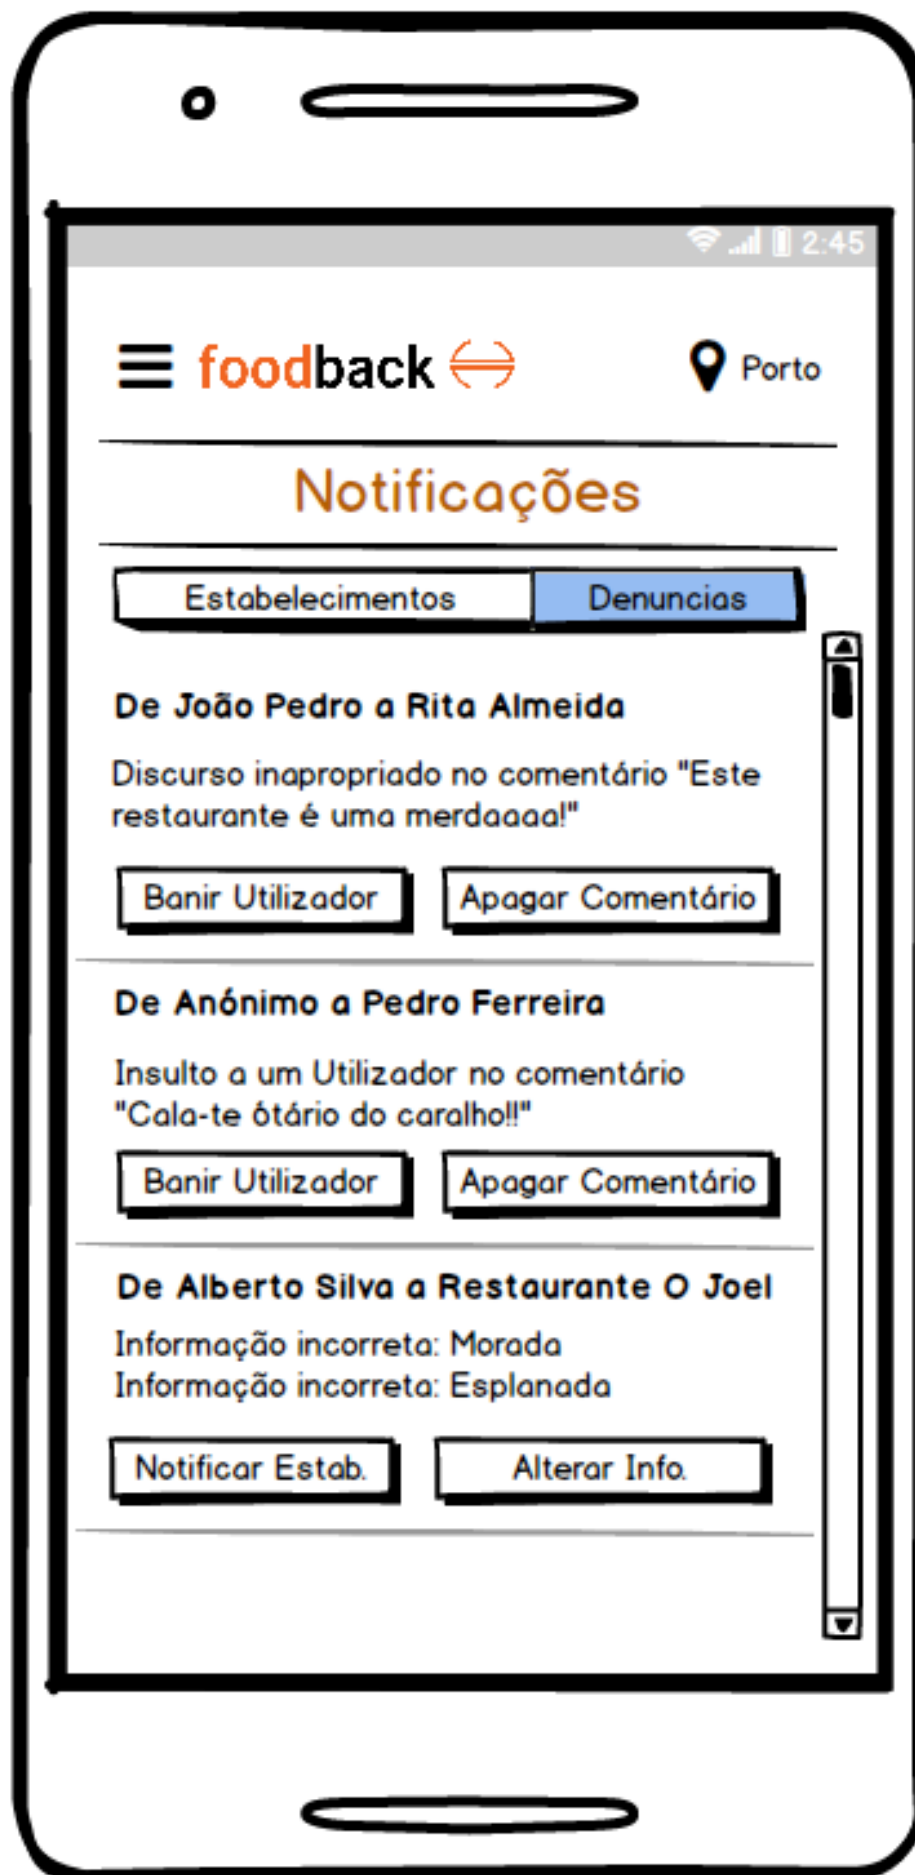 2:45
foodback
Porto
Notificações
Estabelecimentos
Denuncias
De João Pedro a Rita Almeida
Discurso inapropriado no comentário "Este
restaurante é uma merdaaaa!"
Banir Utilizador
Apagar Comentário
De Anónimo a Pedro Ferreira
Insulto a um Utilizador no comentário
"Cala-te ótário do caralho!!"
Banir Utilizador
Apagar Comentário
De Alberto Silva a Restaurante O Joel
Informação incorreta: Morada
Informação incorreta: Esplanada
Notificar Estab.
Alterar Info.